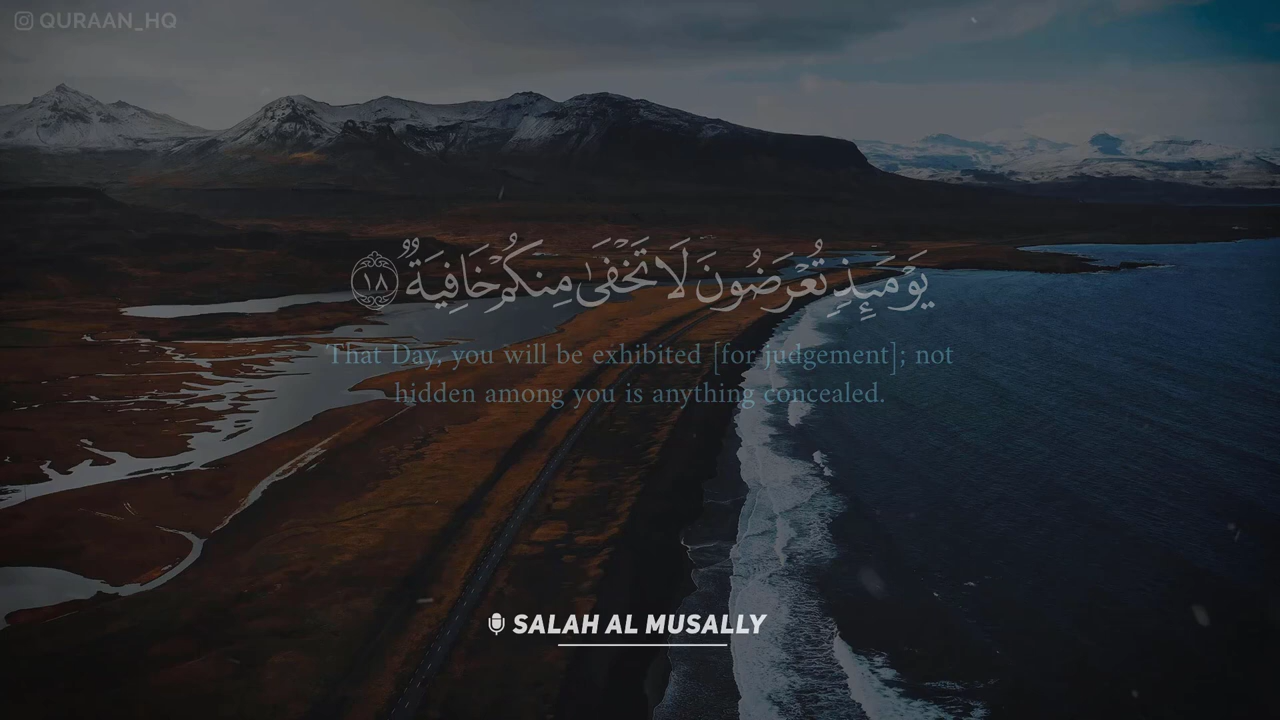 QURAAN_HQ
يَوْمَئِذٍ تُعْرَضُونَ لَا تَخْفَىٰ مِنكُمْ خَافِيَةٌ ١٨
That Day, you will be exhibited [for judgement]; not
hidden among you is anything concealed.
SALAH AL MUSALLY